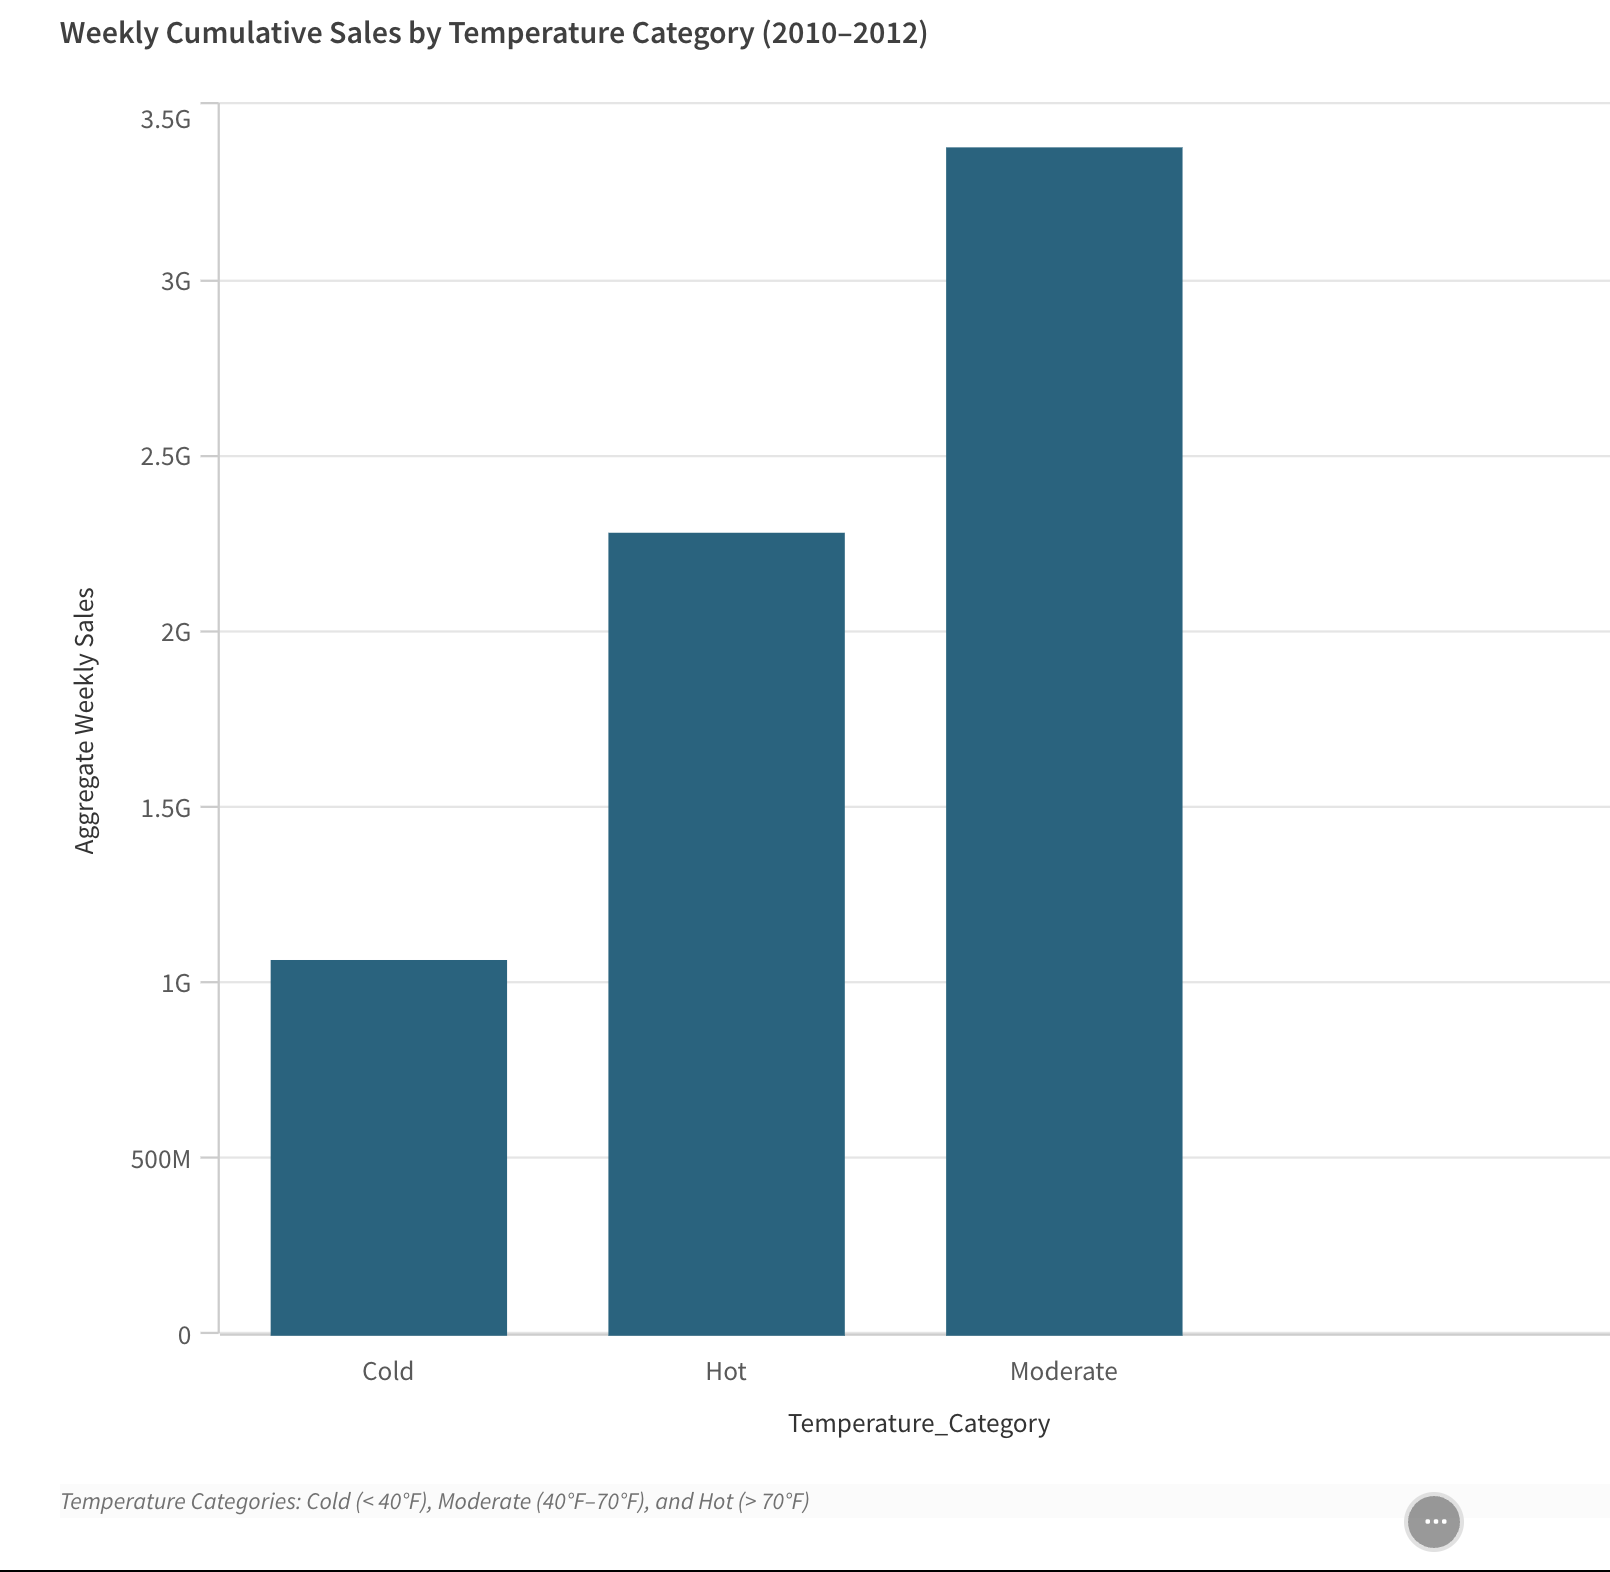 Weekly Cumulative Sales by Temperature Category (2010–2012)
3.5G
3G
2.5G
2G
1.5G
1G
500M
0
Aggregate Weekly Sales
Cold
Hot
Moderate
Temperature_Category
Temperature Categories: Cold (< 40°F), Moderate (40°F–70°F), and Hot (> 70°F)